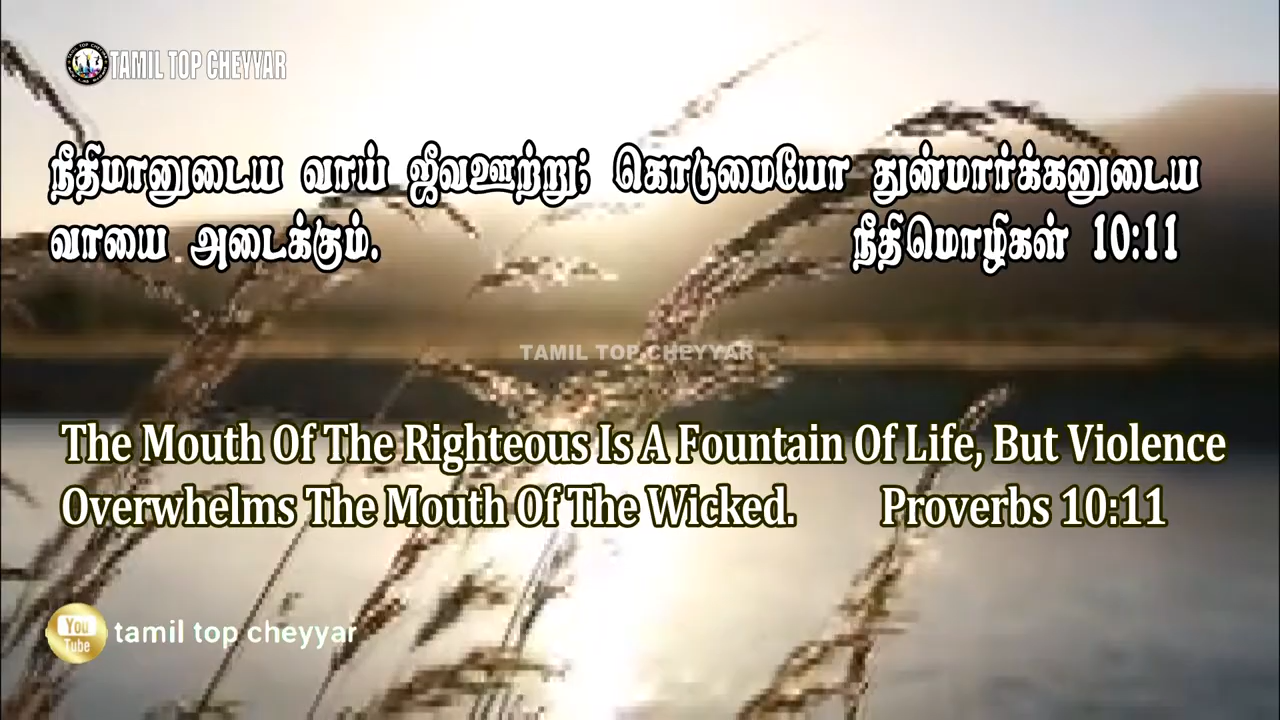 TAMIL TOP CHEYYAR
நீதிமானுடைய வாய் ஜீவஊற்று; கொடுமையோ துன்மார்க்கனுடைய
வாயை அடைக்கும். நீதிமொழிகள் 10:11
TAMIL TOP CHEYYAR
The Mouth Of The Righteous Is A Fountain Of Life, But Violence
Overwhelms The Mouth Of The Wicked. Proverbs 10:11
You
Tube
tamil top cheyyar